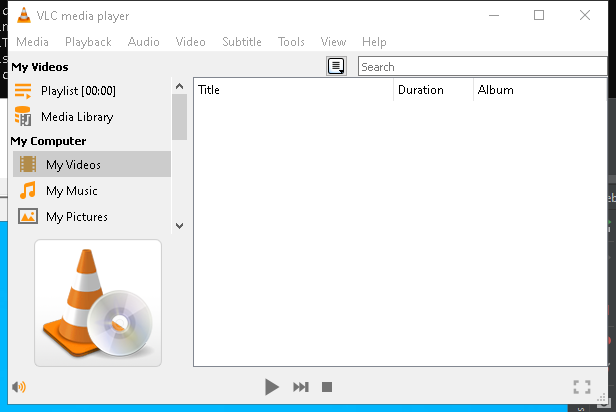 VLC media player
Media Playback Audio Video Subtitle Tools View Help
My Videos
Search
Playlist [00:00]
Media Library
My Computer
My Videos
My Music
My Pictures
Title Duration Album